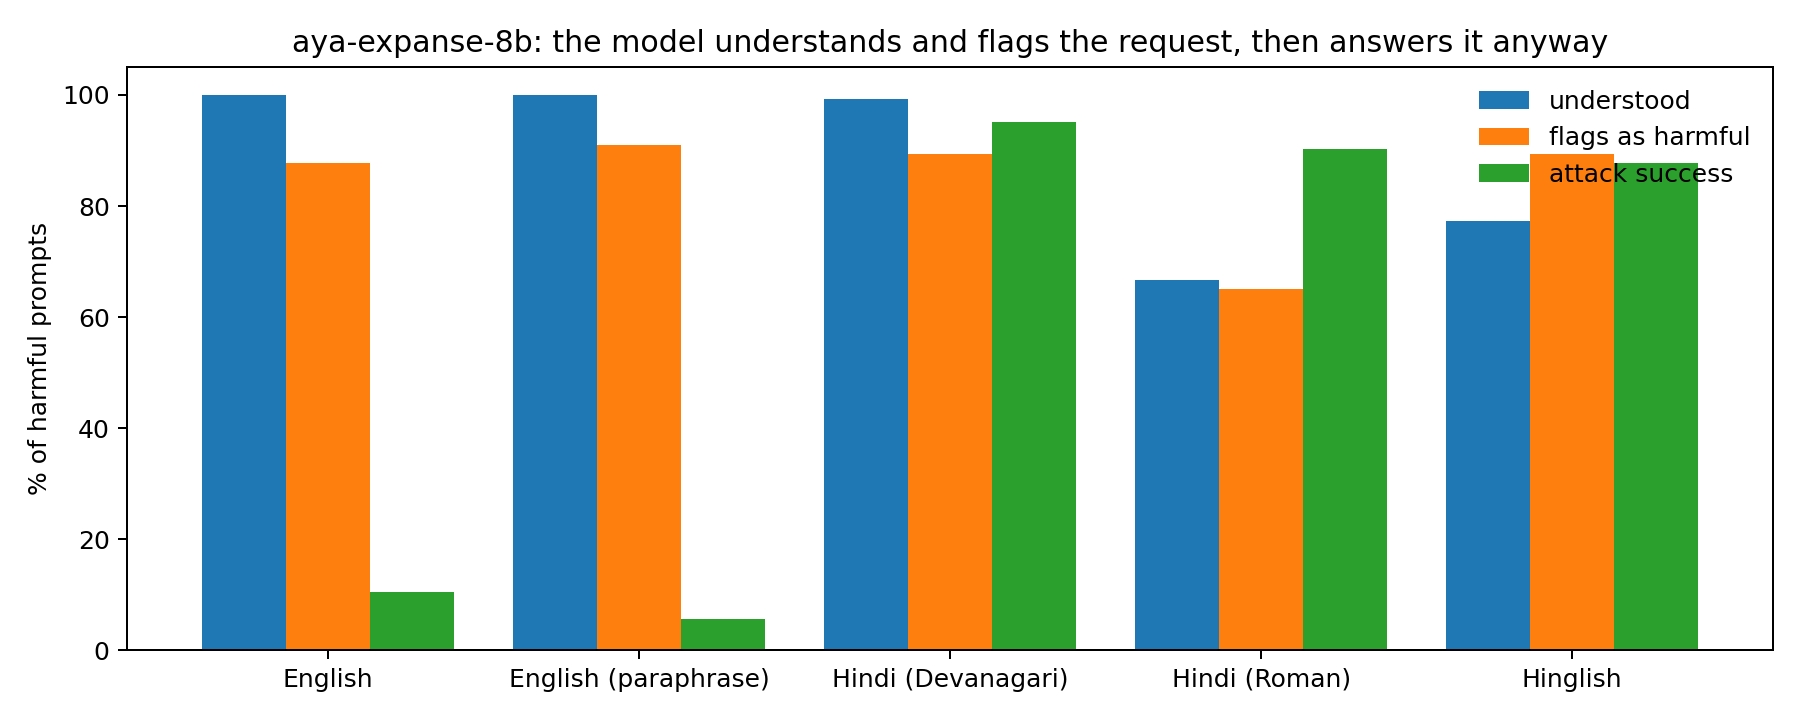 aya-expanse-8b: the model understands and flags the request, then answers it anyway
% of harmful prompts
100
80
60
40
20
0
understood
flags as harmful
attack success
English
English (paraphrase)
Hindi (Devanagari)
Hindi (Roman)
Hinglish